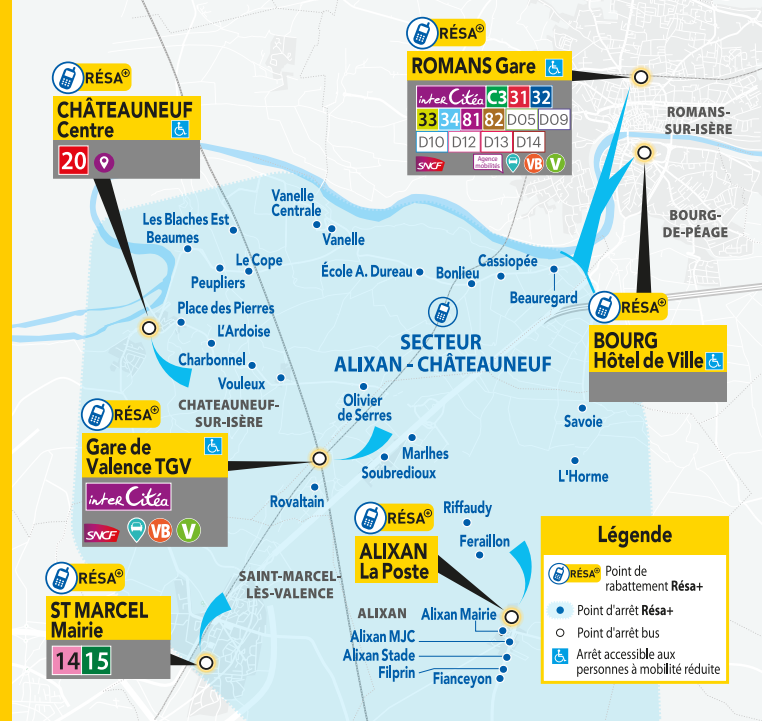 RÉSA⊕
ROMANS Gare
inter Citéa C3 31 32
33 34 81 82 D05 D09
D10 D12 D13 D14
SNCF Agence mobilités VB V
RÉSA⊕
CHÂTEAUNEUF
Centre
20
ROMANS-
SUR-ISÈRE
BOURG-
DE-PÉAGE
Vanelle
Centrale
Vanelle
Les Blaches Est
Beaumes
Le Cope
Peupliers
École A. Dureau
Bonlieu
Cassiopée
Beauregard
Place des Pierres
L'Ardoise
Charbonnel
Vouleux
SECTEUR
ALIXAN - CHÂTEAUNEUF
RÉSA⊕
BOURG
Hôtel de Ville
CHATEAUNEUF-
SUR-ISÈRE
Olivier
de Serres
RÉSA⊕
Gare de
Valence TGV
inter Citéa
SNCF VB V
Marlhes
Soubredioux
Savoie
L'Horme
Rovaltain
RÉSA⊕
ALIXAN
La Poste
Riffaudy
Feraillon
RÉSA⊕
ST MARCEL
Mairie
14 15
SAINT-MARCEL-
LÈS-VALENCE
ALIXAN
Alixan Mairie
Alixan MJC
Alixan Stade
Filprin
Fianceyon
Légende
RÉSA⊕ Point de
rabattement Résa+
Point d'arrêt Résa+
Point d'arrêt bus
Arrêt accessible aux
personnes à mobilité réduite